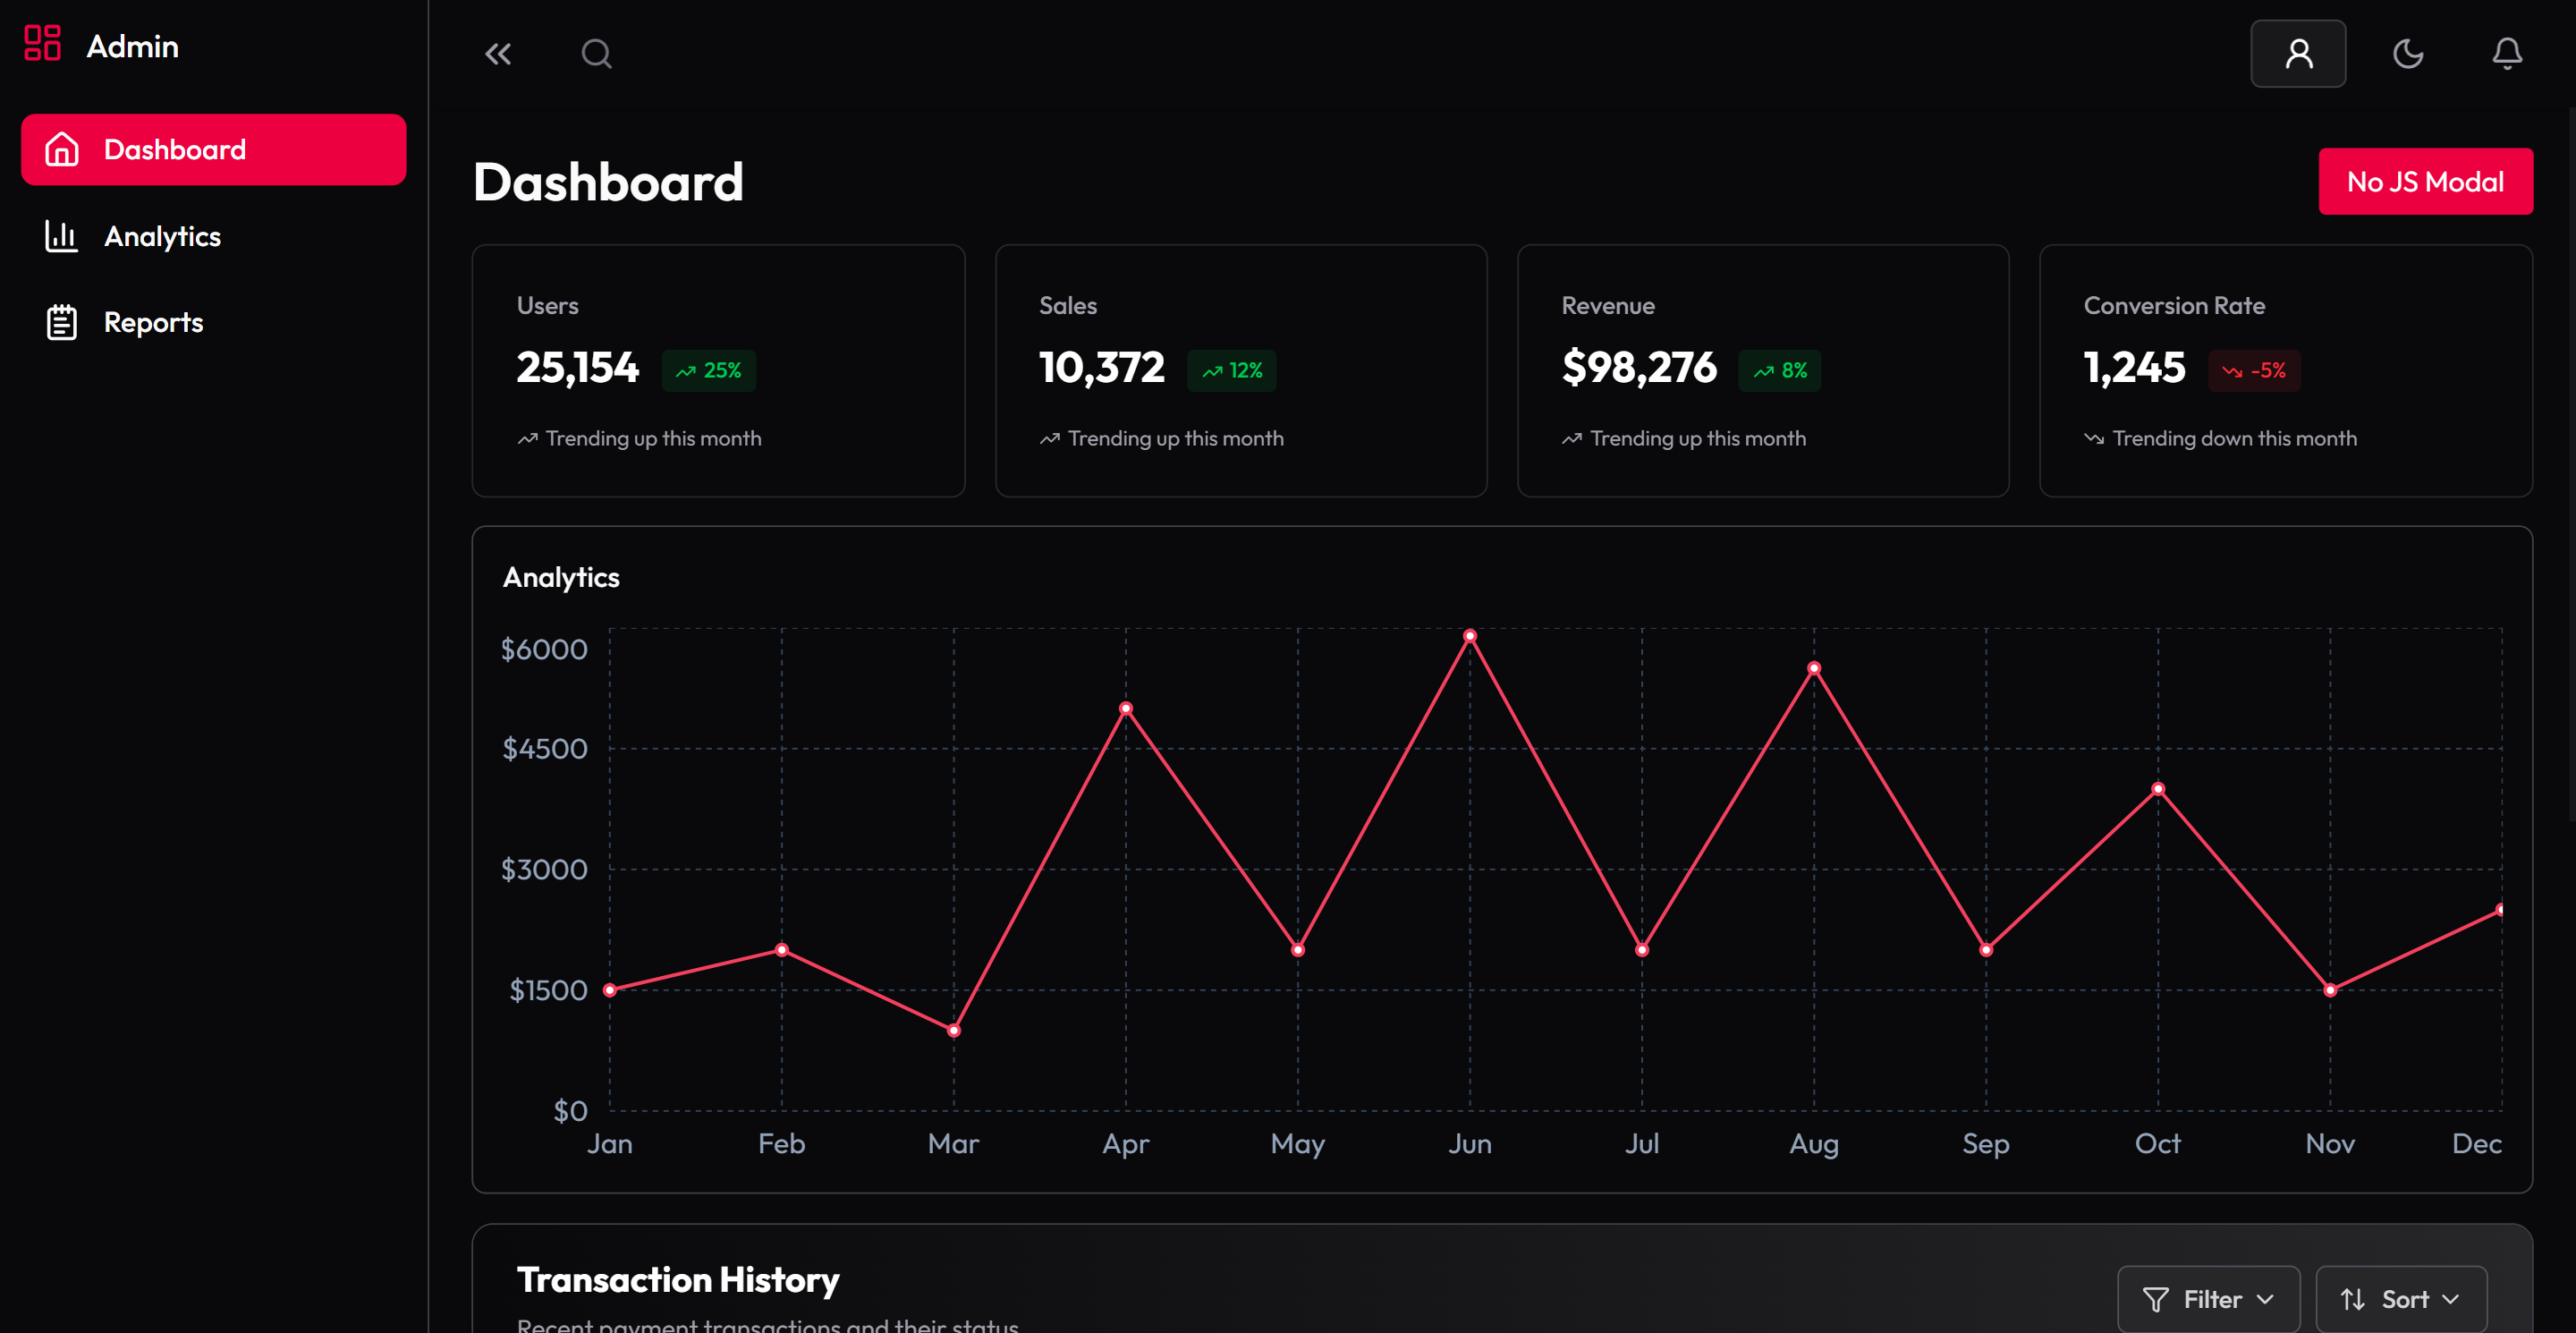 Admin
Dashboard
Analytics
Reports
Dashboard
No JS Modal
Users
25,154 25%
Trending up this month
Sales
10,372 12%
Trending up this month
Revenue
$98,276 8%
Trending up this month
Conversion Rate
1,245 -5%
Trending down this month
Analytics
$6000
$4500
$3000
$1500
$0
Jan Feb Mar Apr May Jun Jul Aug Sep Oct Nov Dec
Transaction History
Filter Sort
Recent payment transactions and their status